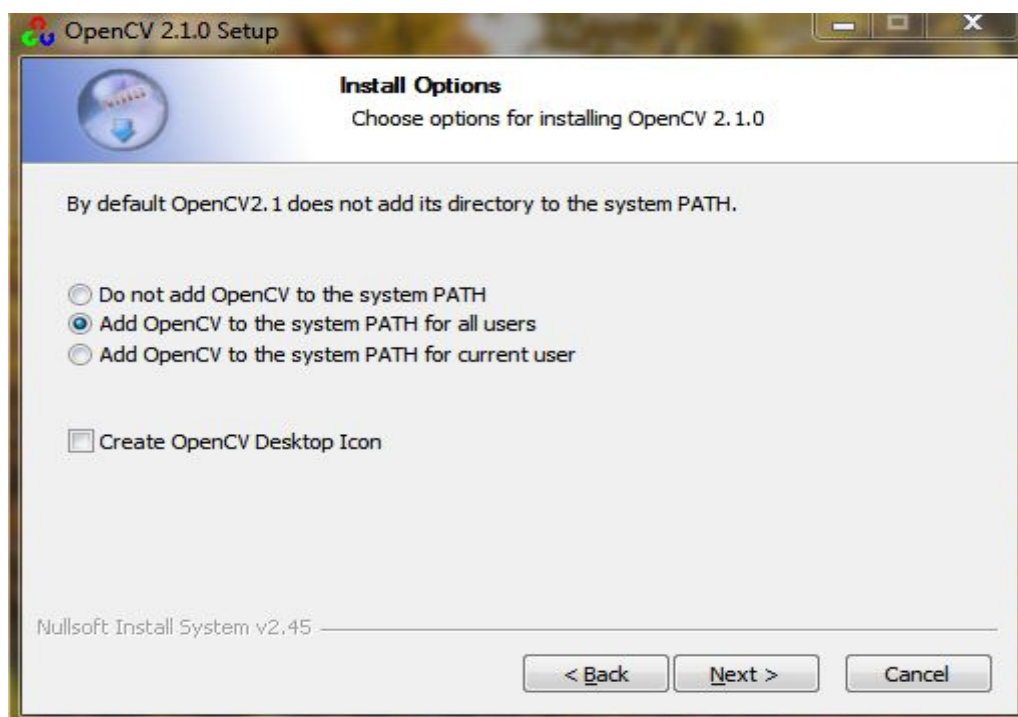 OpenCV 2.1.0 Setup
Install Options
Choose options for installing OpenCV 2.1.0
By default OpenCV2.1 does not add its directory to the system PATH.
Do not add OpenCV to the system PATH
Add OpenCV to the system PATH for all users
Add OpenCV to the system PATH for current user
Create OpenCV Desktop Icon
Nullsoft Install System v2.45
< Back Next > Cancel